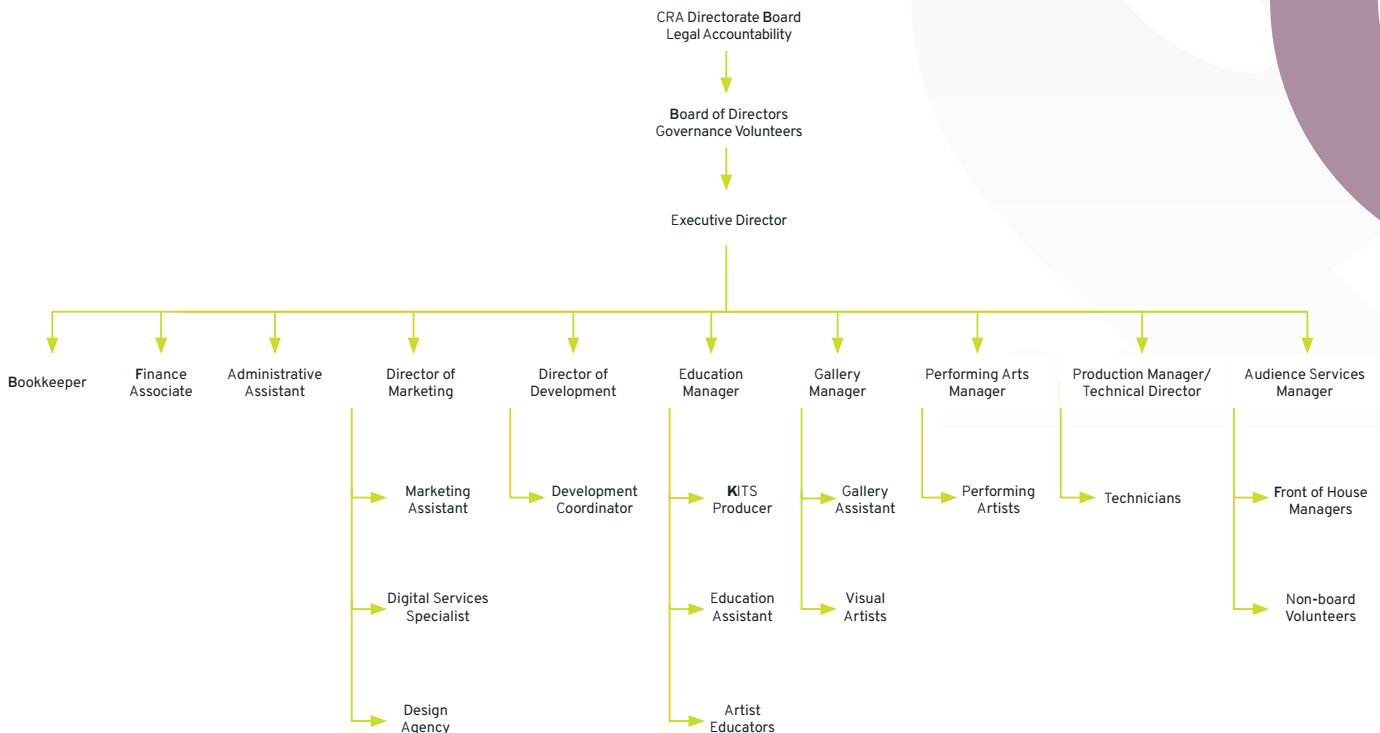 CRA Directorate Board
Legal Accountability
Board of Directors
Governance Volunteers
Executive Director
Bookkeeper
Finance
Associate
Administrative
Assistant
Director of
Marketing
Director of
Development
Education
Manager
Gallery
Manager
Performing Arts
Manager
Production Manager/
Technical Director
Audience Services
Manager
Marketing
Assistant
Development
Coordinator
KITS
Producer
Gallery
Assistant
Performing
Artists
Technicians
Front of House
Managers
Digital Services
Specialist
Education
Assistant
Visual
Artists
Non-board
Volunteers
Design
Agency
Artist
Educators